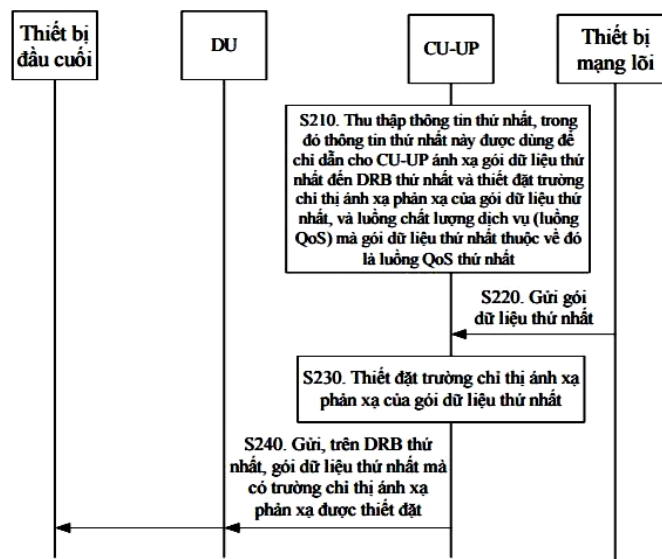 Thiết bị
đầu cuối
DU
CU-UP
Thiết bị
mạng lõi
S210. Thu thập thông tin thứ nhất, trong
đó thông tin thứ nhất này được dùng để
chỉ dẫn cho CU-UP ánh xạ gói dữ liệu thứ
nhất đến DRB thứ nhất và thiết đặt trường
chỉ thị ánh xạ phản xạ của gói dữ liệu thứ
nhất, và luồng chất lượng dịch vụ (luồng
QoS) mà gói dữ liệu thứ nhất thuộc về đó
là luồng QoS thứ nhất
S220. Gửi gói
dữ liệu thứ nhất
S230. Thiết đặt trường chỉ thị ánh xạ
phản xạ của gói dữ liệu thứ nhất
S240. Gửi, trên DRB thứ
nhất, gói dữ liệu thứ nhất mà
có trường chỉ thị ánh xạ
phản xạ được thiết đặt